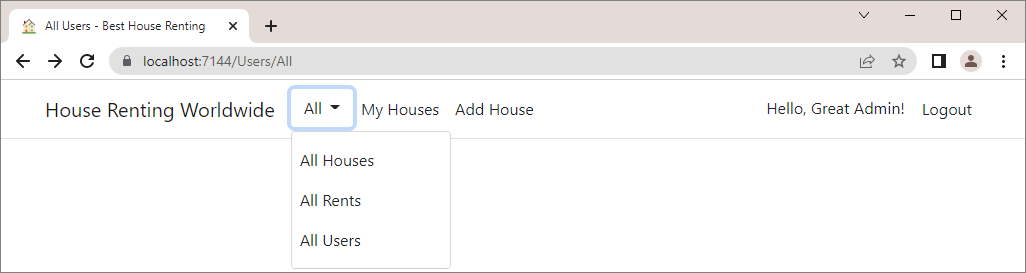 All Users - Best House Renting
localhost:7144/Users/All
House Renting Worldwide All My Houses Add House Hello, Great Admin! Logout
All Houses
All Rents
All Users